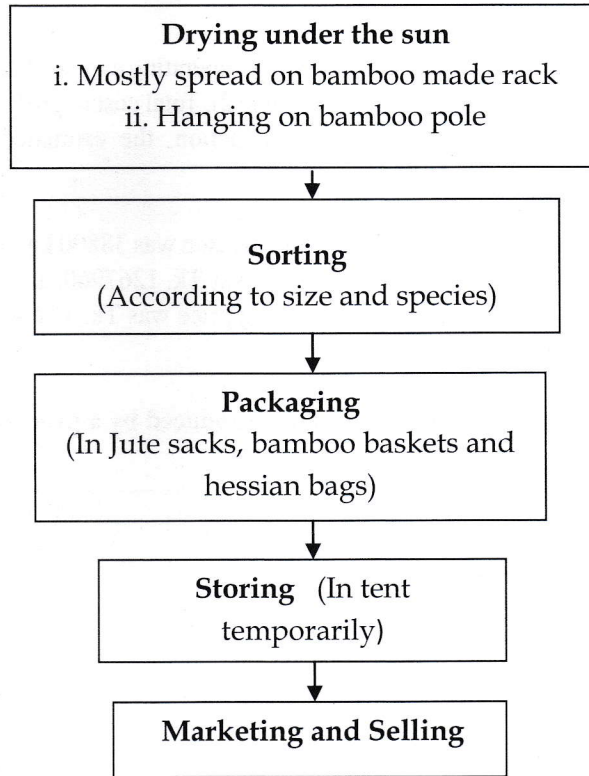 Drying under the sun
i. Mostly spread on bamboo made rack
ii. Hanging on bamboo pole
Sorting
(According to size and species)
Packaging
(In Jute sacks, bamboo baskets and
hessian bags)
Storing (In tent
temporarily)
Marketing and Selling